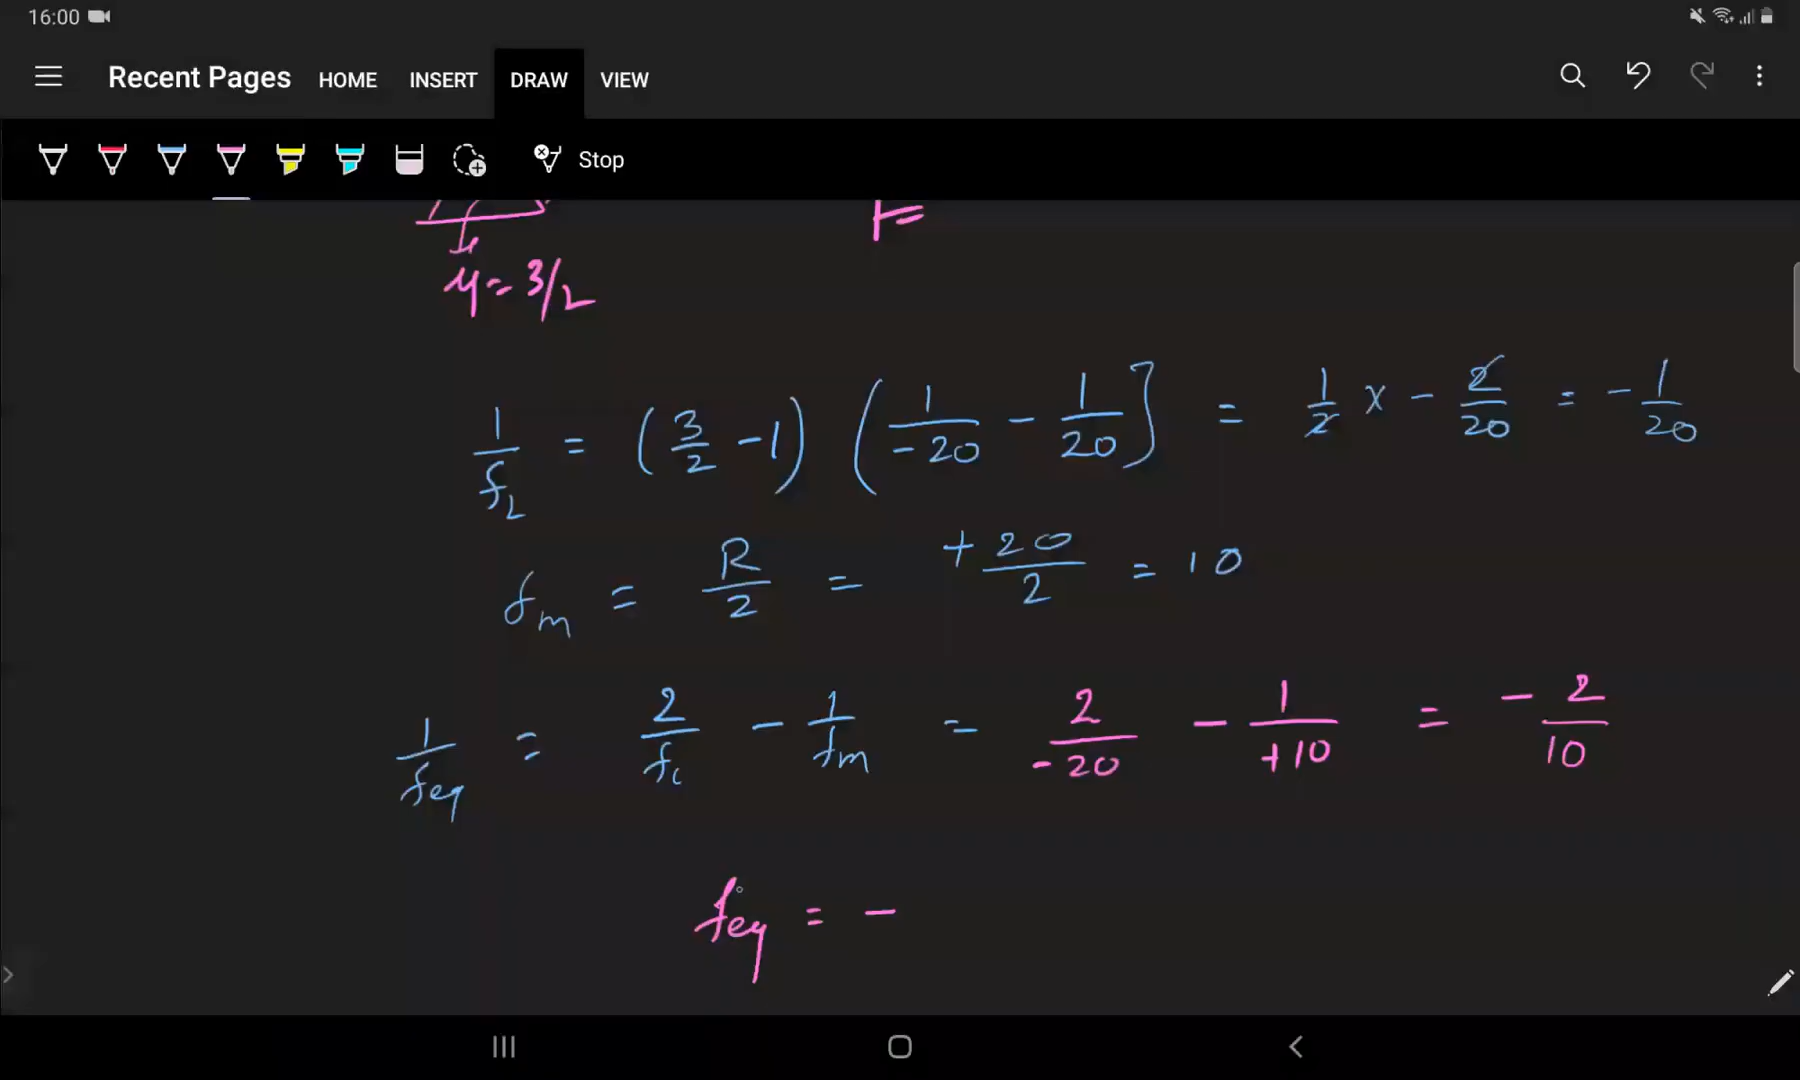 16:00
Recent Pages HOME INSERT DRAW VIEW
Stop
μ = 3/2
1/f_L = (3/2 - 1) (1/-20 - 1/20] = 1/2 x - 2/20 = - 1/20
f_m = R/2 = +20/2 = 10
1/feq = 2/f_L - 1/f_m = 2/-20 - 1/+10 = - 2/10
feq = -